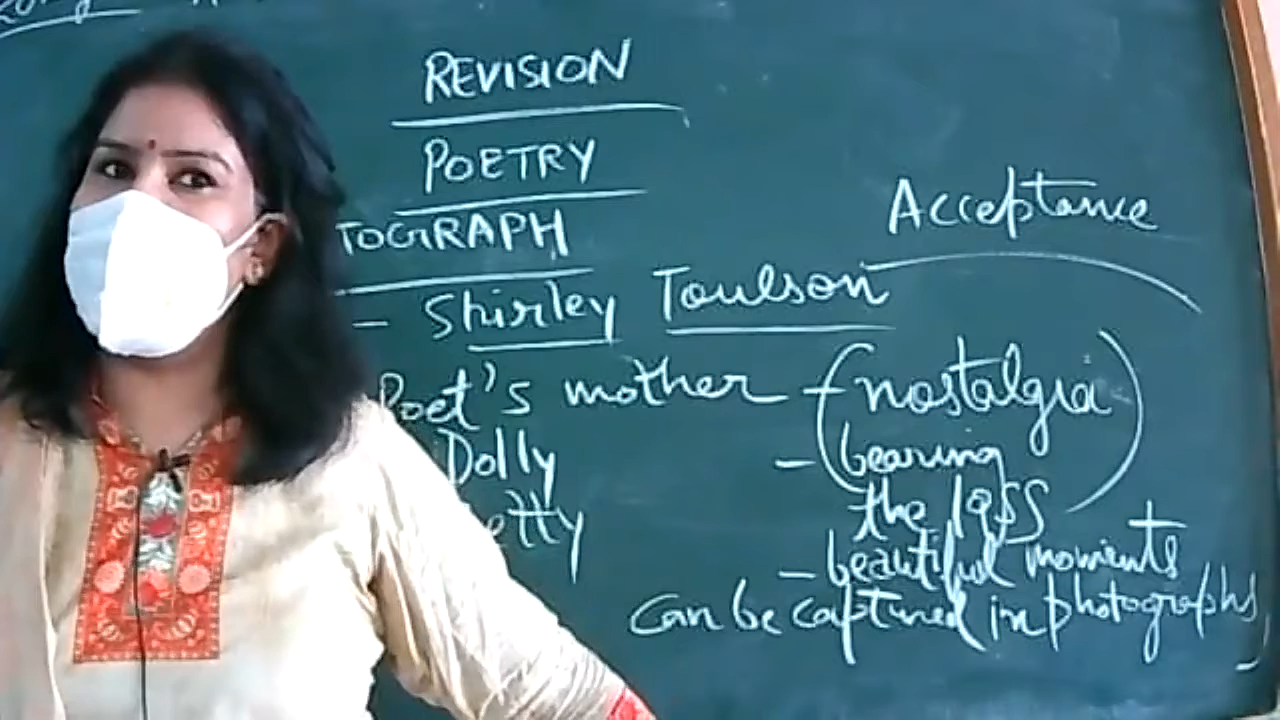 REVISION
POETRY
TOGRAPH
Acceptance
- Shirley Toulson
Poet's mother - (nostalgia)
Dolly
- bearing
the loss
etty
- beautiful moments
can be captured in photographs